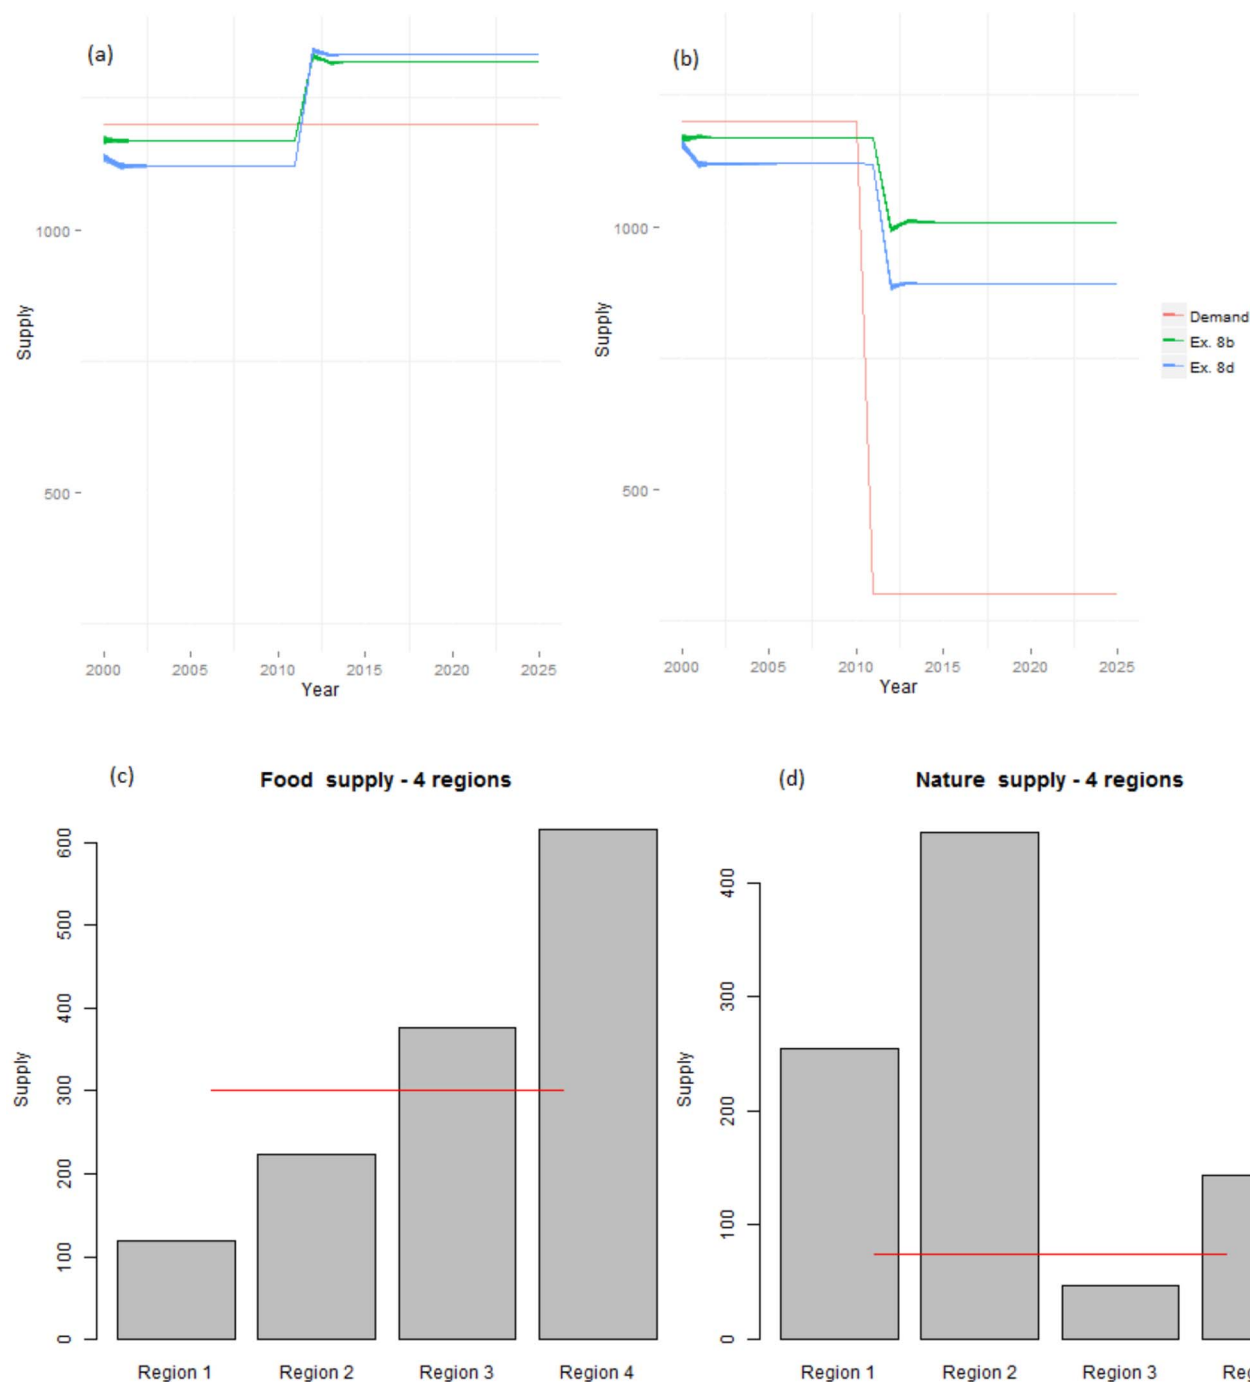 (a)
1000
500
Supply
2000 2005 2010 2015 2020 2025
Year
(b)
1000
500
Supply
2000 2005 2010 2015 2020 2025
Year
Demand
Ex. 8b
Ex. 8d
(c)
Food supply - 4 regions
600
500
400
300
200
100
0
Supply
Region 1 Region 2 Region 3 Region 4
(d)
Nature supply - 4 regions
400
300
200
100
0
Supply
Region 1 Region 2 Region 3 Reg